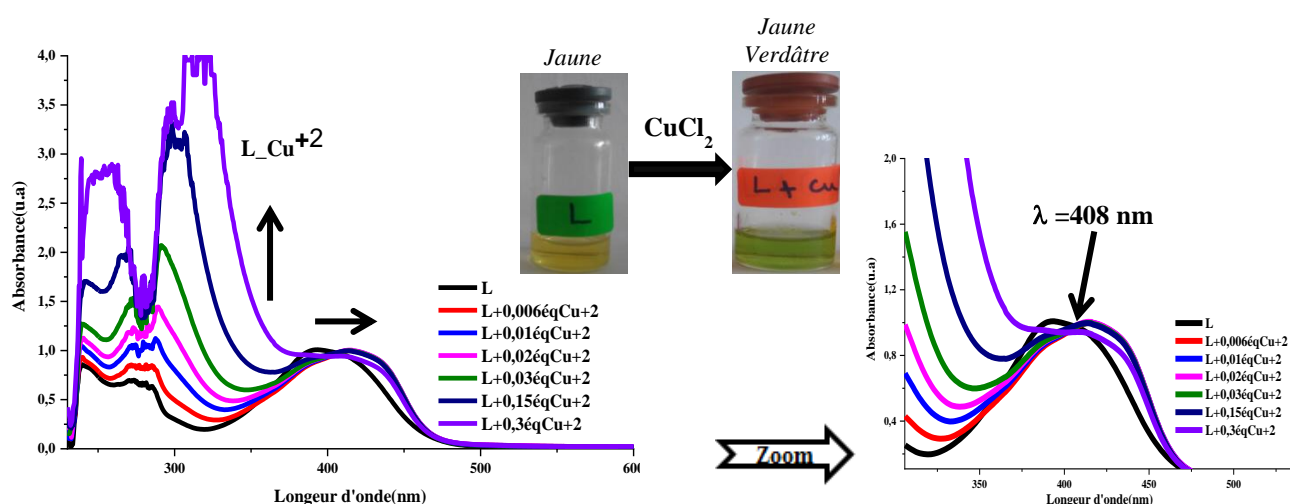 Jaune
Jaune
Verdâtre
4,0
3,5
3,0
2,5
2,0
1,5
1,0
0,5
0,0
Absorbance(u.a)
L_Cu+2
L
L+0,006éqCu+2
L+0,01éqCu+2
L+0,02éqCu+2
L+0,03éqCu+2
L+0,15éqCu+2
L+0,3éqCu+2
300
400
500
600
Longeur d'onde(nm)
L
CuCl2
L + Cu
Zoom
2,0
1,6
1,2
0,8
0,4
Absorbance(u.a)
λ =408 nm
L
L+0,006éqCu+2
L+0,01éqCu+2
L+0,02éqCu+2
L+0,03éqCu+2
L+0,15éqCu+2
L+0,3éqCu+2
350
400
450
500
Longeur d'onde(nm)